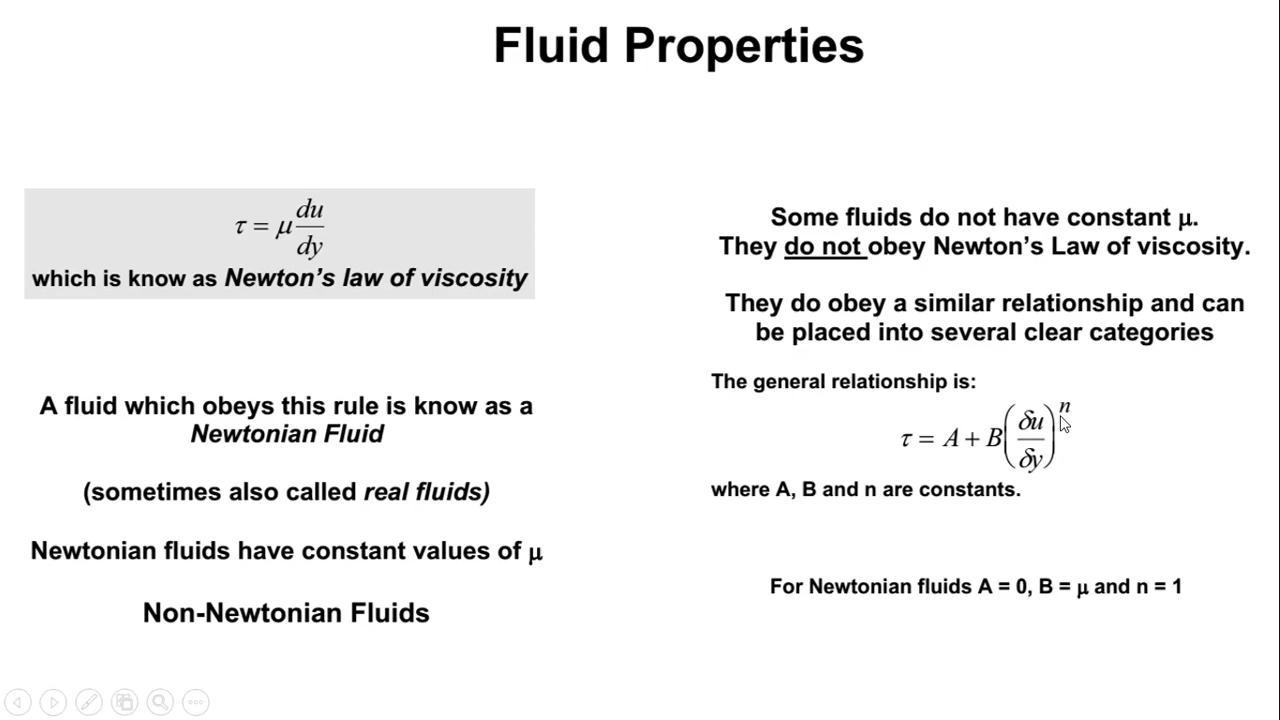 Fluid Properties
τ = μ du/dy
which is know as Newton's law of viscosity
A fluid which obeys this rule is know as a
Newtonian Fluid
(sometimes also called real fluids)
Newtonian fluids have constant values of μ
Non-Newtonian Fluids
Some fluids do not have constant μ.
They do not obey Newton's Law of viscosity.
They do obey a similar relationship and can
be placed into several clear categories
The general relationship is:
τ = A + B(δu/δy)ⁿ
where A, B and n are constants.
For Newtonian fluids A = 0, B = μ and n = 1